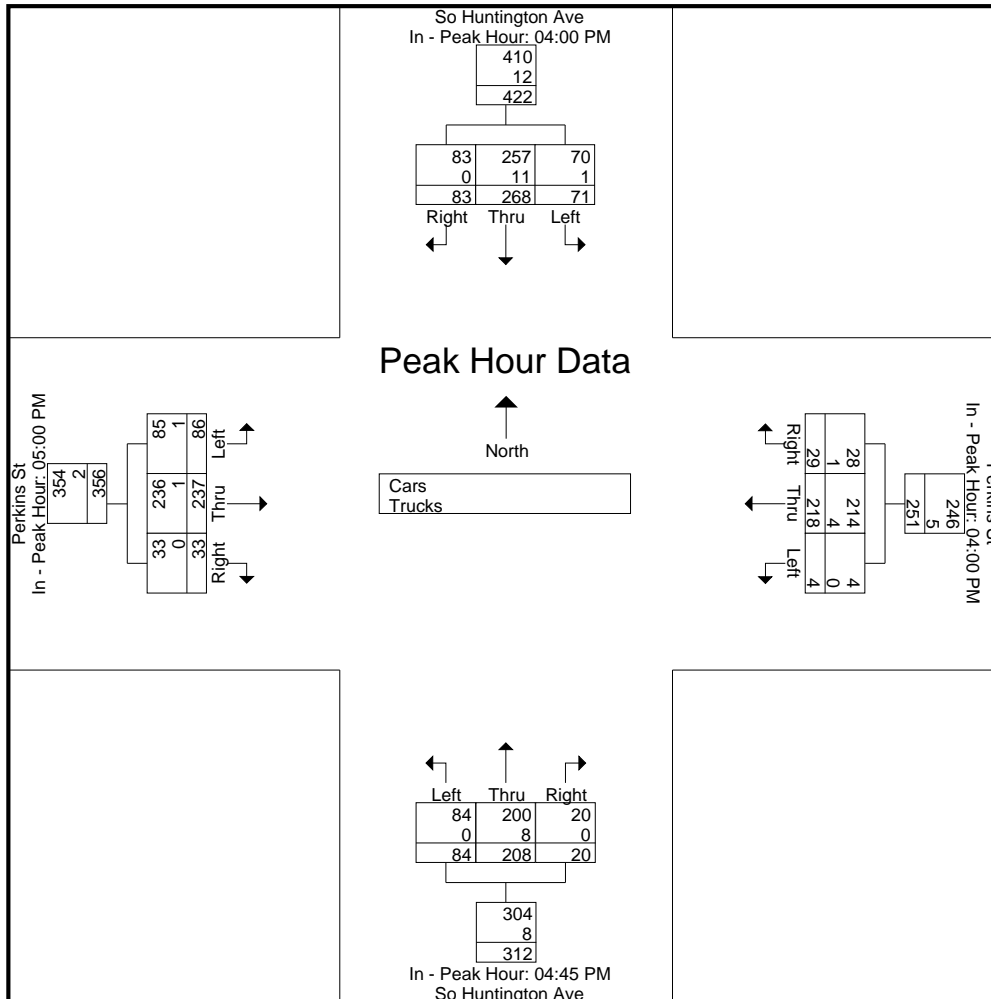 So Huntington Ave
In - Peak Hour: 04:00 PM
410
12
422
83 257 70
0 11 1
83 268 71
Right Thru Left
Peak Hour Data
North
Cars
Trucks
Perkins St
In - Peak Hour: 05:00 PM
354
2
356
85 236 33
1 1 0
86 237 33
Left Thru Right
Perkins St
In - Peak Hour: 04:00 PM
246
5
251
28 214 4
1 4 0
29 218 4
Right Thru Left
Left Thru Right
84 200 20
0 8 0
84 208 20
304
8
312
In - Peak Hour: 04:45 PM
So Huntington Ave